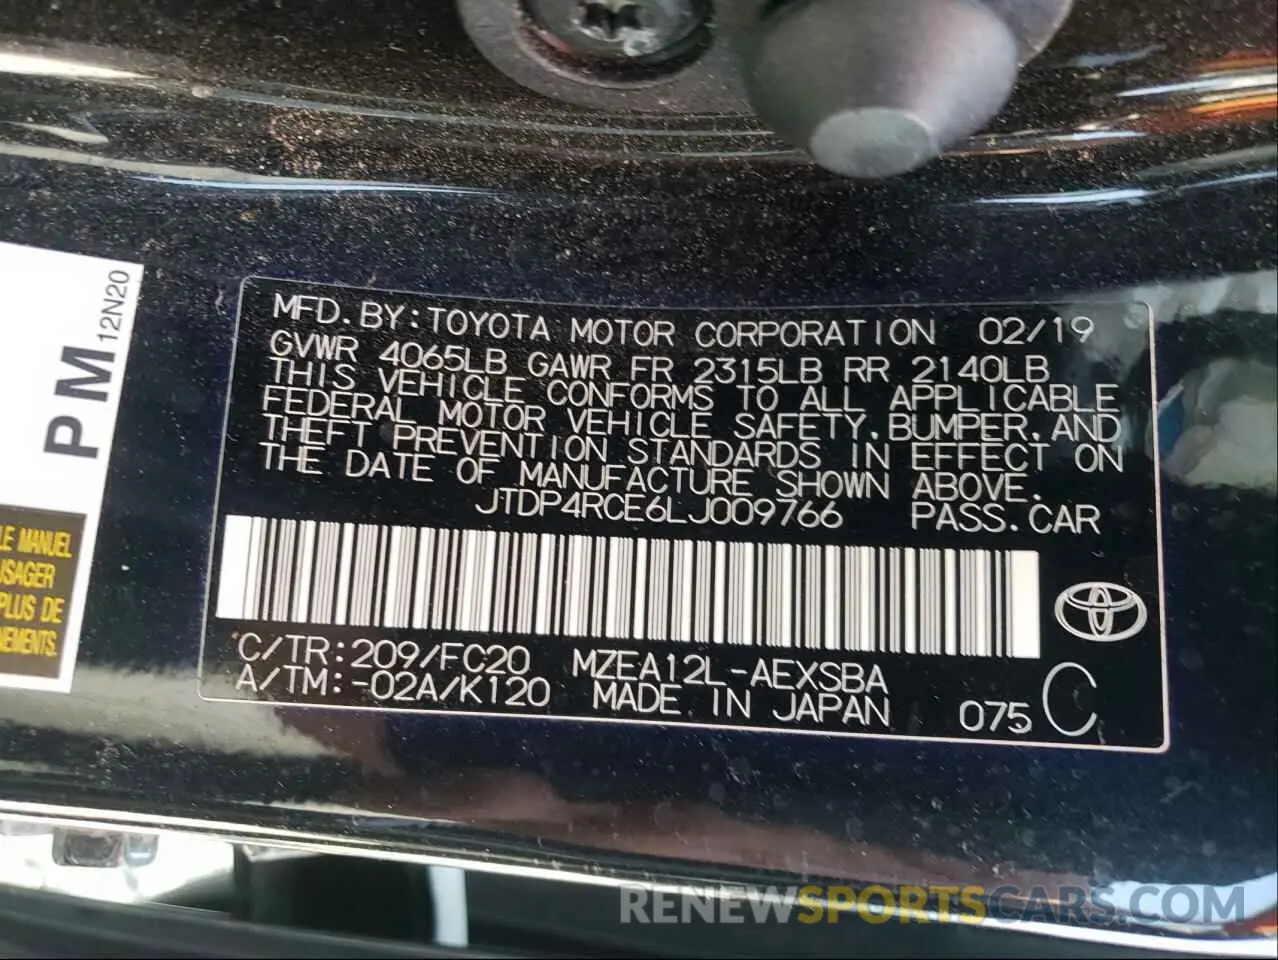 MFD. BY: TOYOTA MOTOR CORPORATION 02/19
GVWR 4065LB GAWR FR 2315LB RR 2140LB
THIS VEHICLE CONFORMS TO ALL APPLICABLE
FEDERAL MOTOR VEHICLE SAFETY, BUMPER, AND
THEFT PREVENTION STANDARDS IN EFFECT ON
THE DATE OF MANUFACTURE SHOWN ABOVE.
JTDP4RCE6LJ009766 PASS. CAR
C/TR: 209/FC20 MZEA12L-AEXSBA
A/TM: -02A/K120 MADE IN JAPAN 075 C
PM 12N20
LE MANUEL
USAGER
PLUS DE
NEMENTS.
RENEWSPORTSCARS.COM